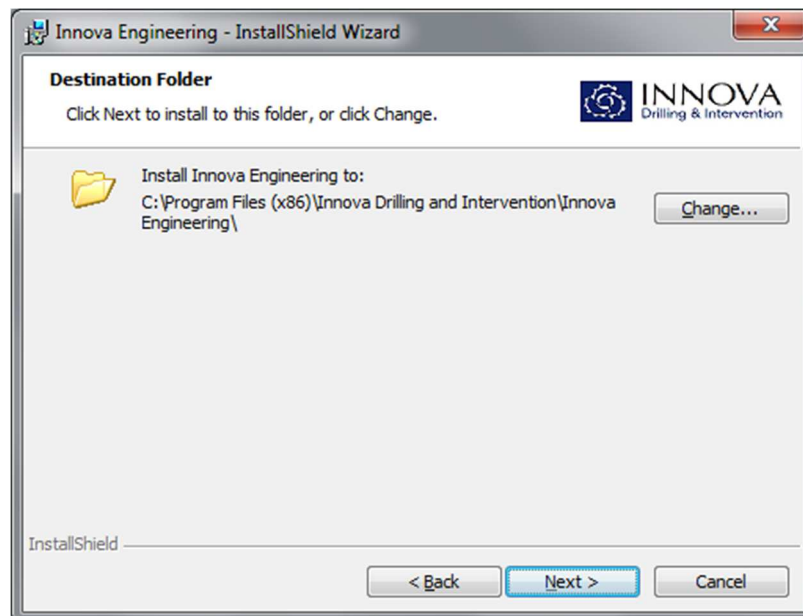 Innova Engineering - InstallShield Wizard
Destination Folder
Click Next to install to this folder, or click Change.
INNOVA
Drilling & Intervention
Install Innova Engineering to:
C:\Program Files (x86)\Innova Drilling and Intervention\Innova
Engineering\
Change...
InstallShield
< Back
Next >
Cancel